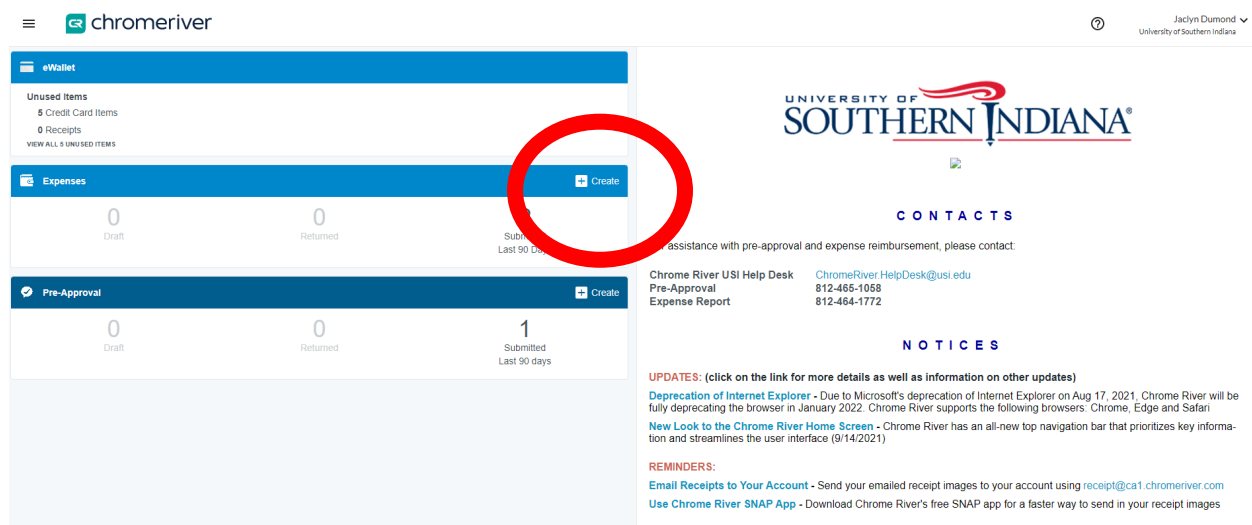 chromeriver
Jaclyn Dumond
University of Southern Indiana
eWallet
Unused Items
5 Credit Card Items
0 Receipts
VIEW ALL 5 UNUSED ITEMS
Expenses
Create
0
0
Draft
Returned
Last 90
Pre-Approval
Create
0
0
1
Draft
Returned
Submitted
Last 90 days
UNIVERSITY OF
SOUTHERN INDIANA®
CONTACTS
assistance with pre-approval and expense reimbursement, please contact:
Chrome River USI Help Desk ChromeRiver.HelpDesk@usi.edu
Pre-Approval 812-465-1058
Expense Report 812-464-1772
NOTICES
UPDATES: (click on the link for more details as well as information on other updates)
Deprecation of Internet Explorer - Due to Microsoft's deprecation of Internet Explorer on Aug 17, 2021, Chrome River will be
fully deprecating the browser in January 2022. Chrome River supports the following browsers: Chrome, Edge and Safari
New Look to the Chrome River Home Screen - Chrome River has an all-new top navigation bar that prioritizes key informa-
tion and streamlines the user interface (9/14/2021)
REMINDERS:
Email Receipts to Your Account - Send your emailed receipt images to your account using receipt@ca1.chromeriver.com
Use Chrome River SNAP App - Download Chrome River's free SNAP app for a faster way to send in your receipt images